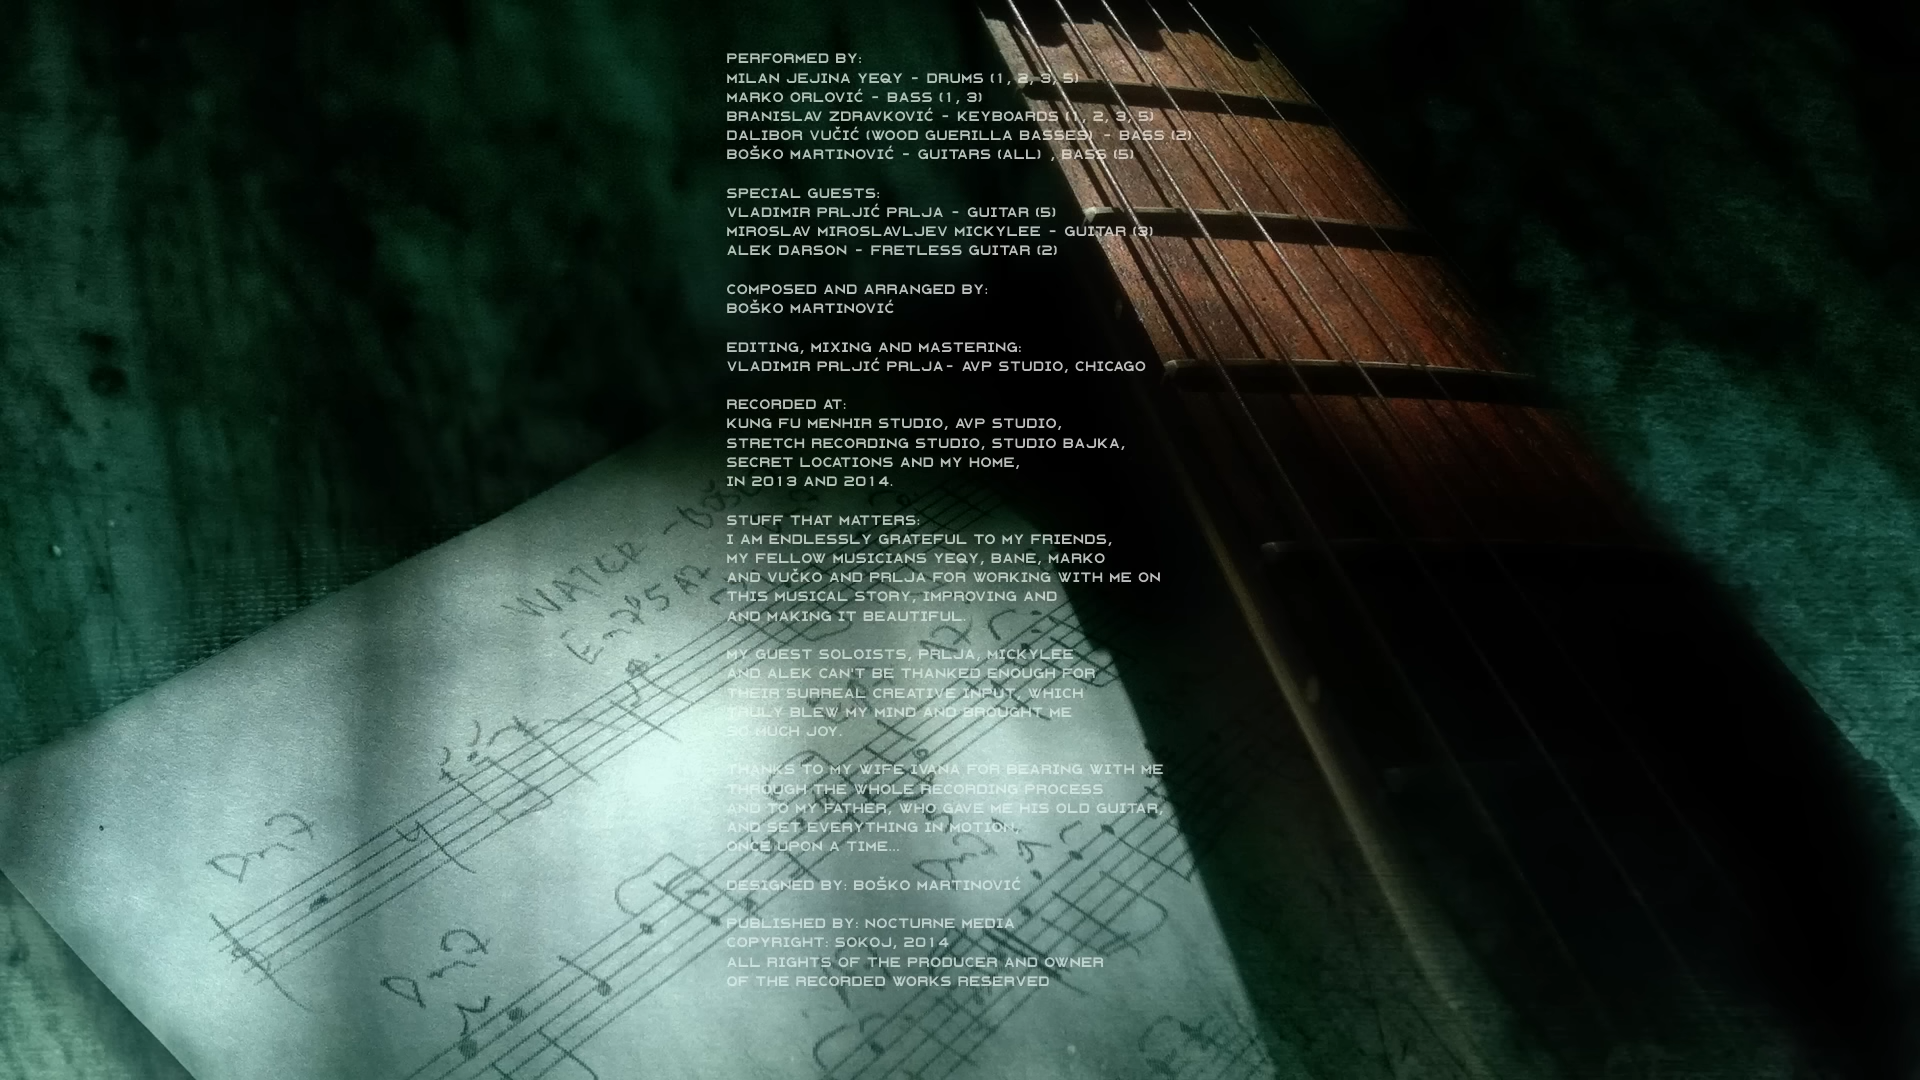 PERFORMED BY:
MILAN JEJINA YEQY - DRUMS (1, 2, 3, 5)
MARKO ORLOVIĆ - BASS (1, 3)
BRANISLAV ZDRAVKOVIĆ - KEYBOARDS (1, 2, 3, 5)
DALIBOR VUČIĆ (WOOD GUERILLA BASSES) - BASS (2)
BOŠKO MARTINOVIĆ - GUITARS (ALL) , BASS (5)
SPECIAL GUESTS:
VLADIMIR PRLJIĆ PRLJA - GUITAR (5)
MIROSLAV MIROSLAVLJEV MICKYLEE - GUITAR (3)
ALEK DARSON - FRETLESS GUITAR (2)
COMPOSED AND ARRANGED BY:
BOŠKO MARTINOVIĆ
EDITING, MIXING AND MASTERING:
VLADIMIR PRLJIĆ PRLJA- AVP STUDIO, CHICAGO
RECORDED AT:
KUNG FU MENHIR STUDIO, AVP STUDIO,
STRETCH RECORDING STUDIO, STUDIO BAJKA,
SECRET LOCATIONS AND MY HOME,
IN 2013 AND 2014.
STUFF THAT MATTERS:
I AM ENDLESSLY GRATEFUL TO MY FRIENDS,
MY FELLOW MUSICIANS YEQY, BANE, MARKO
AND VUČKO AND PRLJA FOR WORKING WITH ME ON
THIS MUSICAL STORY, IMPROVING AND
AND MAKING IT BEAUTIFUL.
MY GUEST SOLOISTS, PRLJA, MICKYLEE
AND ALEK CAN'T BE THANKED ENOUGH FOR
THEIR SURREAL CREATIVE INPUT, WHICH
TRULY BLEW MY MIND AND BROUGHT ME
SO MUCH JOY.
THANKS TO MY WIFE IVANA FOR BEARING WITH ME
THROUGH THE WHOLE RECORDING PROCESS
AND TO MY FATHER, WHO GAVE ME HIS OLD GUITAR,
AND SET EVERYTHING IN MOTION,
ONCE UPON A TIME...
DESIGNED BY: BOŠKO MARTINOVIĆ
PUBLISHED BY: NOCTURNE MEDIA
COPYRIGHT: SOKOJ, 2014
ALL RIGHTS OF THE PRODUCER AND OWNER
OF THE RECORDED WORKS RESERVED
WATER -